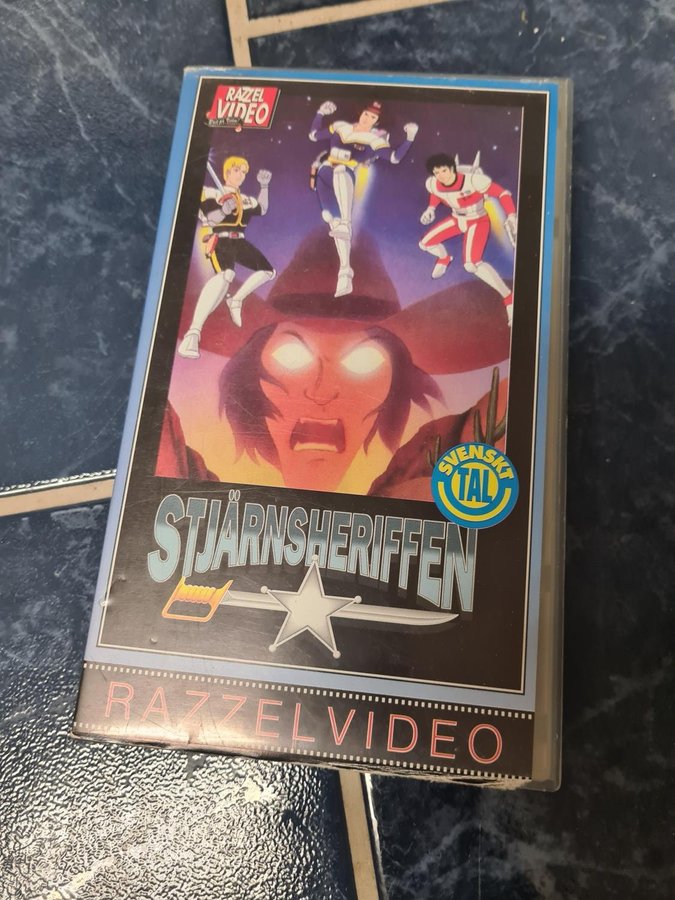 RAZZEL
VIDEO
SVENSKT
TAL
STJÄRNSHERIFFEN
RAZZELVIDEO